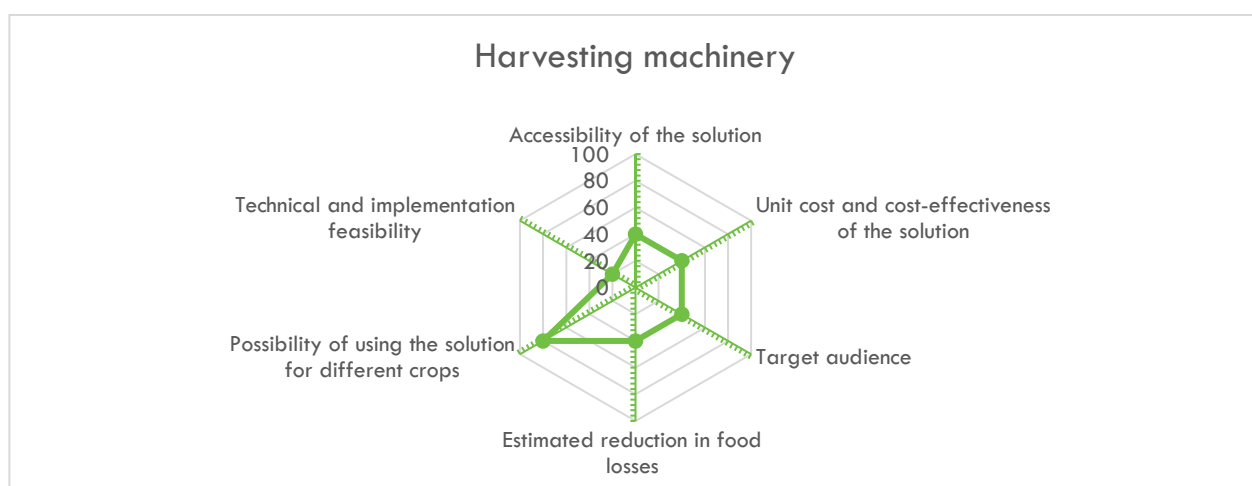 Harvesting machinery
Accessibility of the solution
100
80
60
40
20
0
Unit cost and cost-effectiveness
of the solution
Target audience
Estimated reduction in food
losses
Possibility of using the solution
for different crops
Technical and implementation
feasibility